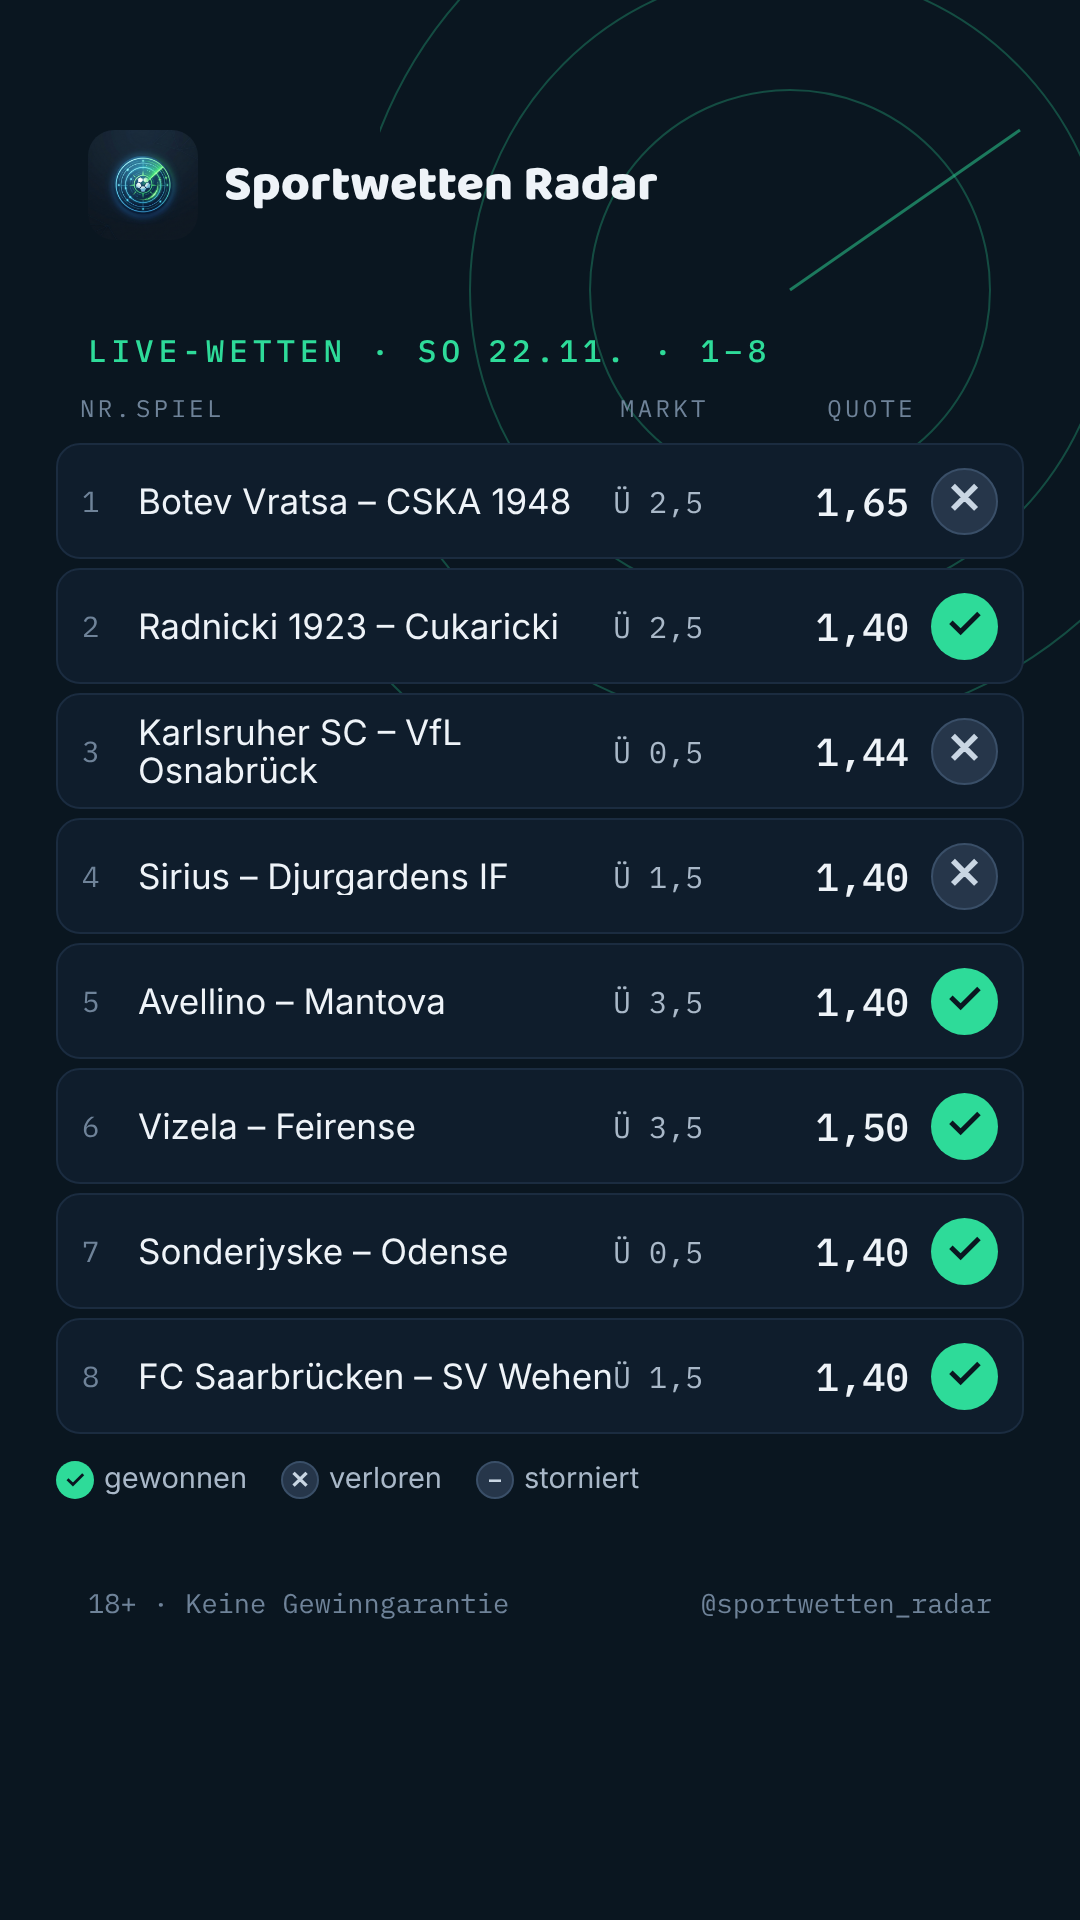 Sportwetten Radar
LIVE-WETTEN · SO 22.11. · 1–8
NR. SPIEL MARKT QUOTE
1 Botev Vratsa – CSKA 1948 Ü 2,5 1,65 ✕
2 Radnicki 1923 – Cukaricki Ü 2,5 1,40 ✓
3 Karlsruher SC – VfL
Osnabrück Ü 0,5 1,44 ✕
4 Sirius – Djurgardens IF Ü 1,5 1,40 ✕
5 Avellino – Mantova Ü 3,5 1,40 ✓
6 Vizela – Feirense Ü 3,5 1,50 ✓
7 Sonderjyske – Odense Ü 0,5 1,40 ✓
8 FC Saarbrücken – SV Wehen Ü 1,5 1,40 ✓
✓ gewonnen ✕ verloren – storniert
18+ · Keine Gewinngarantie @sportwetten_radar